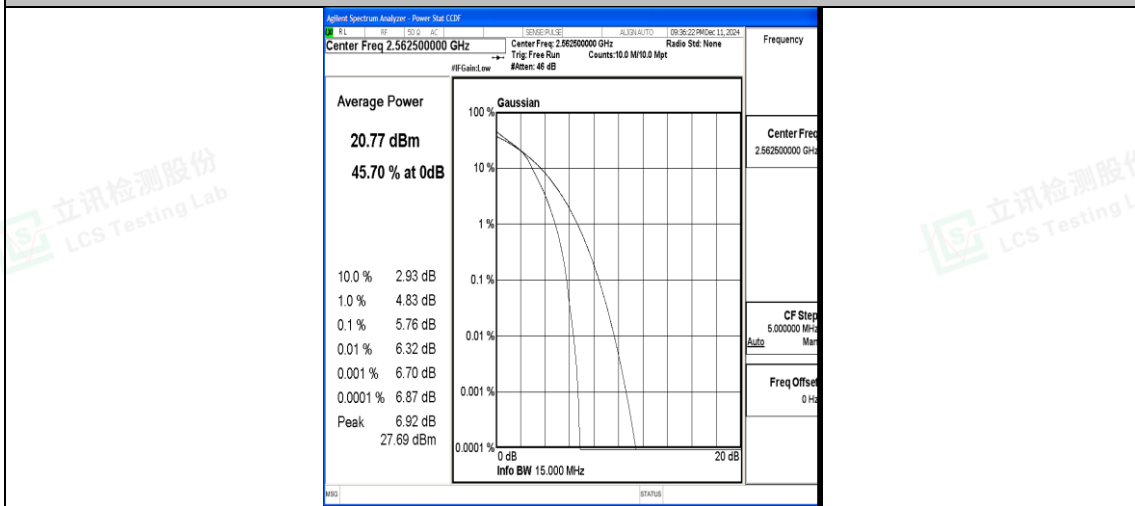 Agilent Spectrum Analyzer - Power Stat CCDF
RL RF 50 Ω AC SENSE:PULSE ALIGNAUTO 09:36:22 PMDec 11, 2024
Center Freq 2.562500000 GHz
Center Freq: 2.562500000 GHz Radio Std: None
Trig: Free Run Counts:10.0 M/10.0 Mpt
#IFGain:Low #Atten: 46 dB
Frequency
Average Power
20.77 dBm
45.70 % at 0dB
10.0 % 2.93 dB
1.0 % 4.83 dB
0.1 % 5.76 dB
0.01 % 6.32 dB
0.001 % 6.70 dB
0.0001 % 6.87 dB
Peak 6.92 dB
27.69 dBm
Gaussian
100 %
10 %
1 %
0.1 %
0.01 %
0.001 %
0.0001 %
0 dB 20 dB
Info BW 15.000 MHz
Center Freq
2.562500000 GHz
CF Step
5.000000 MHz
Auto Man
Freq Offset
0 Hz
MSG STATUS
立讯检测股份
LCS Testing Lab
立讯检测股份
LCS Testing L